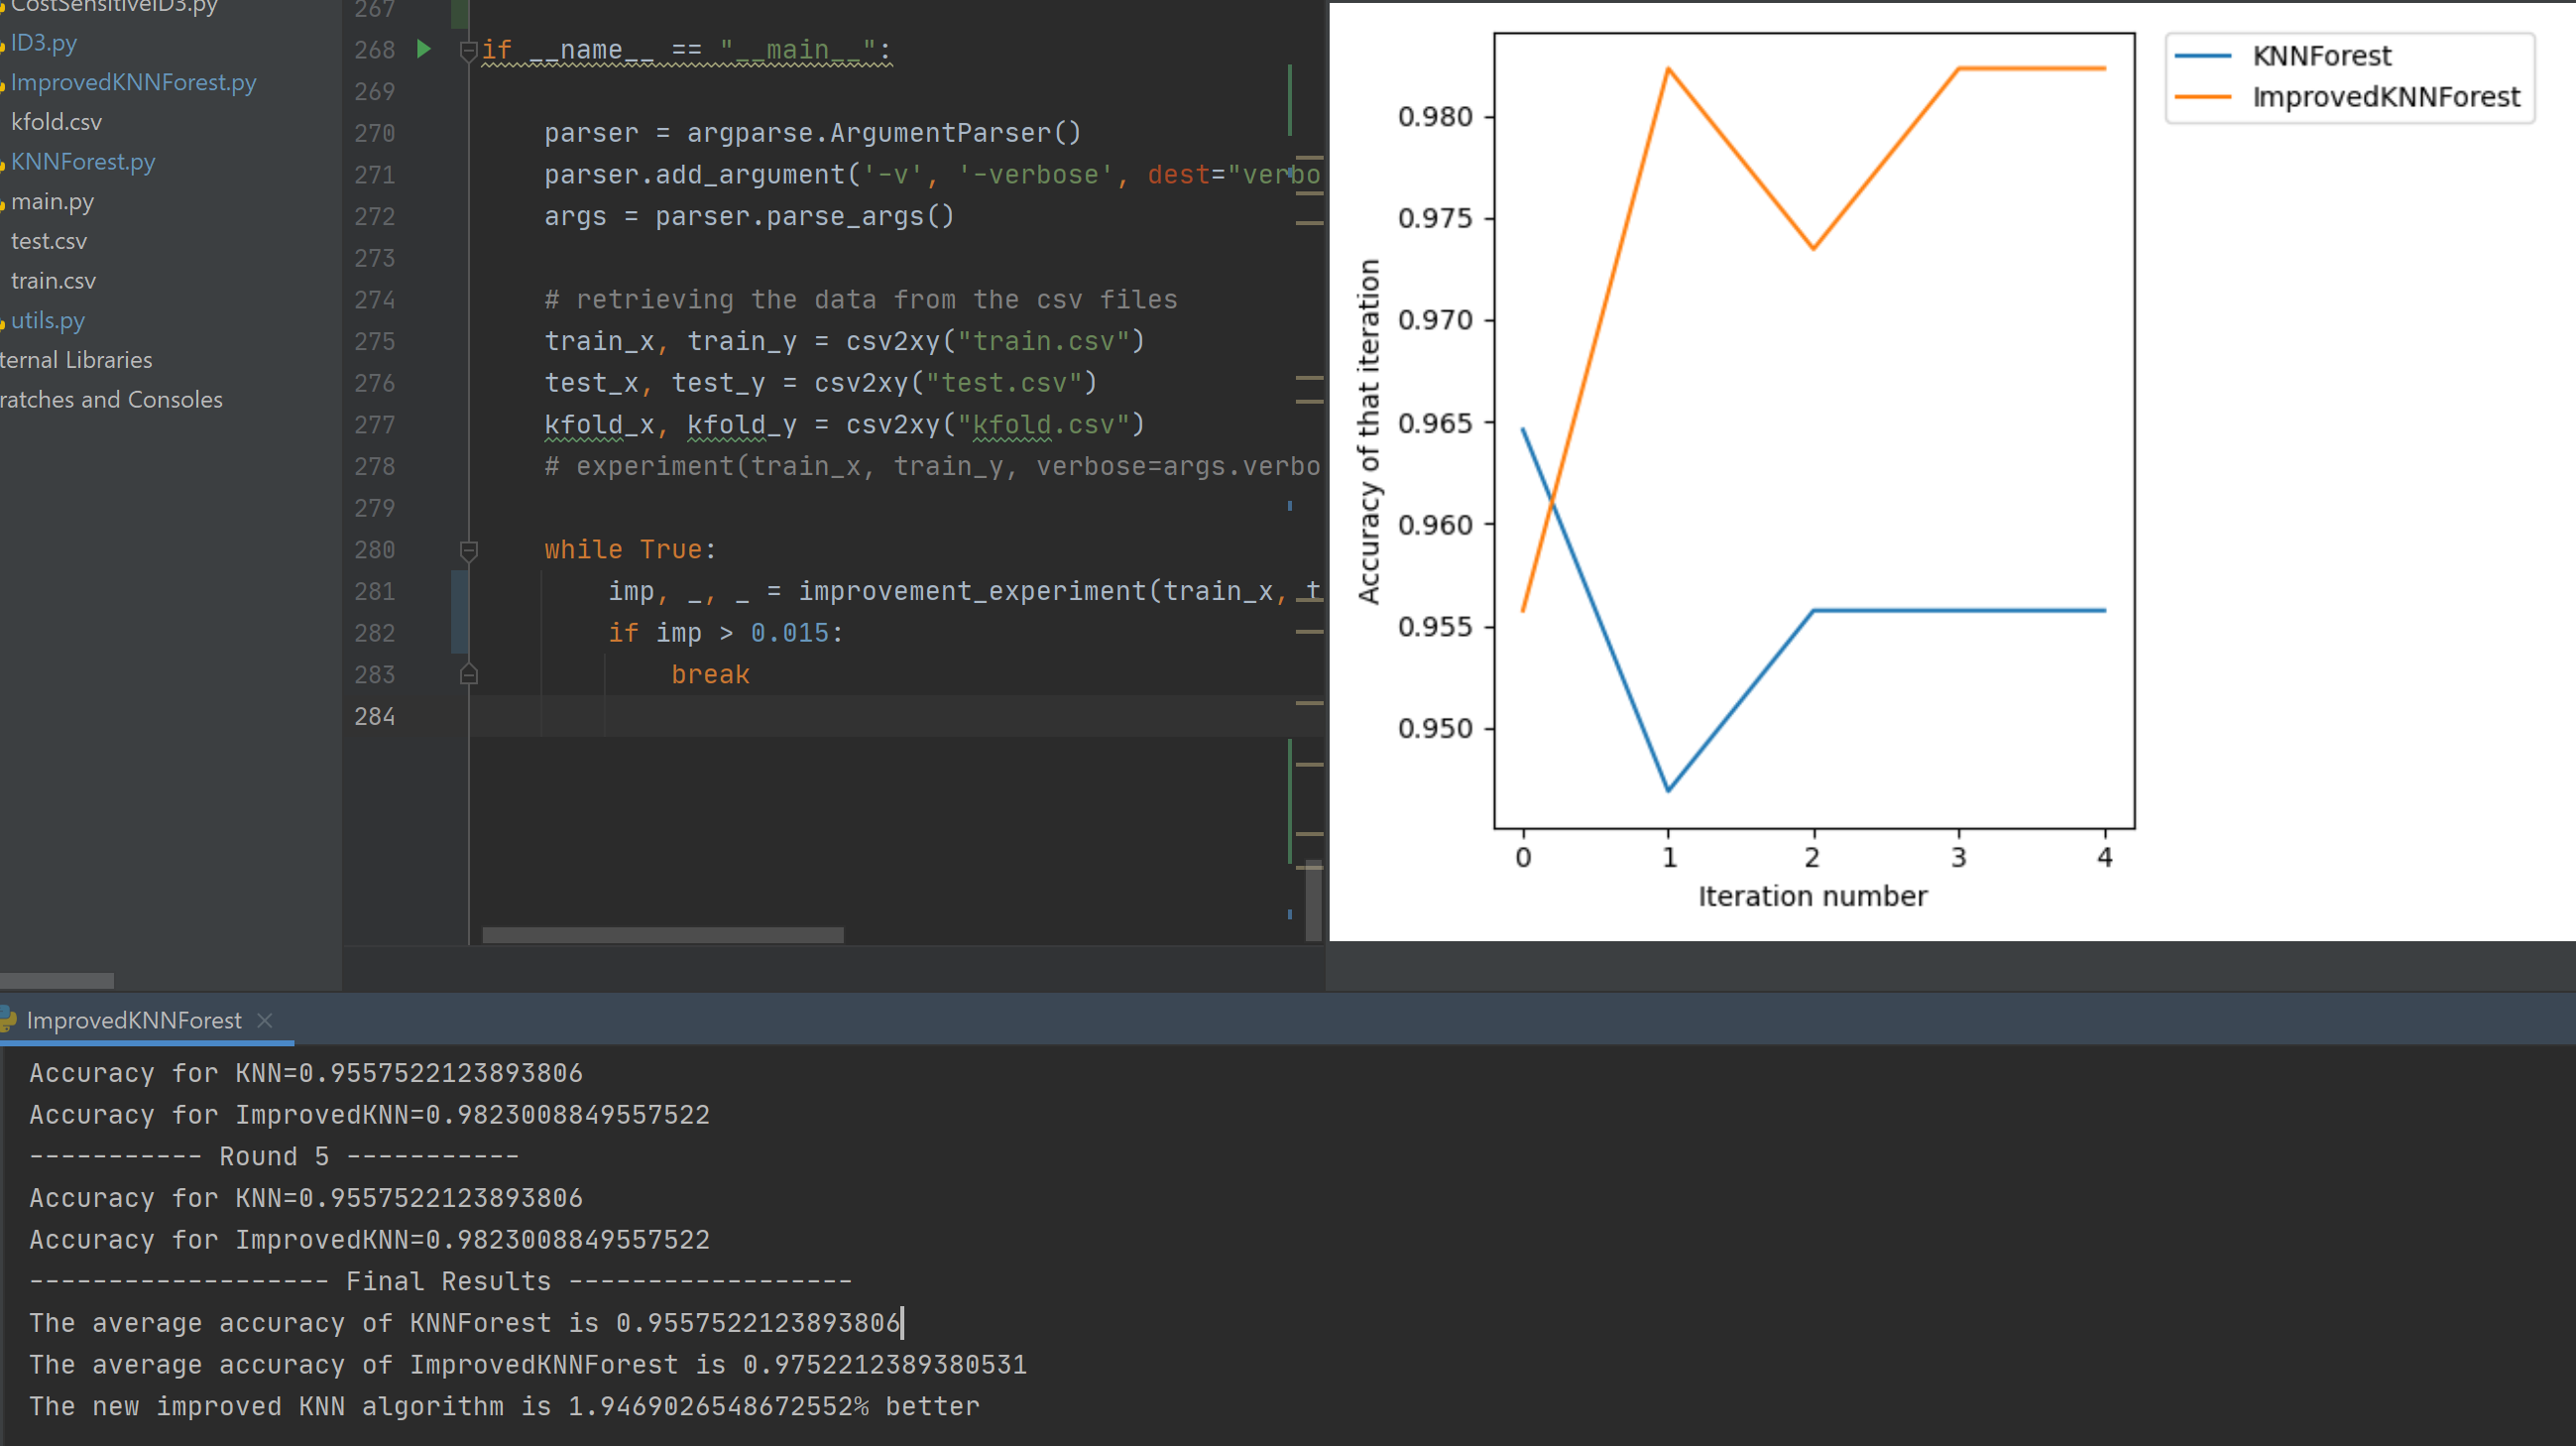 CostSensitiveID3.py
ID3.py
ImprovedKNNForest.py
kfold.csv
KNNForest.py
main.py
test.csv
train.csv
utils.py
ternal Libraries
ratches and Consoles
267
268 if __name__ == "__main__":
269
270 parser = argparse.ArgumentParser()
271 parser.add_argument('-v', '-verbose', dest="verbo
272 args = parser.parse_args()
273
274 # retrieving the data from the csv files
275 train_x, train_y = csv2xy("train.csv")
276 test_x, test_y = csv2xy("test.csv")
277 kfold_x, kfold_y = csv2xy("kfold.csv")
278 # experiment(train_x, train_y, verbose=args.verbo
279
280 while True:
281 imp, _, _ = improvement_experiment(train_x, t
282 if imp > 0.015:
283 break
284
KNNForest
ImprovedKNNForest
0.980
0.975
0.970
0.965
0.960
0.955
0.950
Accuracy of that iteration
0 1 2 3 4
Iteration number
ImprovedKNNForest
Accuracy for KNN=0.9557522123893806
Accuracy for ImprovedKNN=0.9823008849557522
----------- Round 5 -----------
Accuracy for KNN=0.9557522123893806
Accuracy for ImprovedKNN=0.9823008849557522
------------------- Final Results ------------------
The average accuracy of KNNForest is 0.9557522123893806
The average accuracy of ImprovedKNNForest is 0.9752212389380531
The new improved KNN algorithm is 1.9469026548672552% better